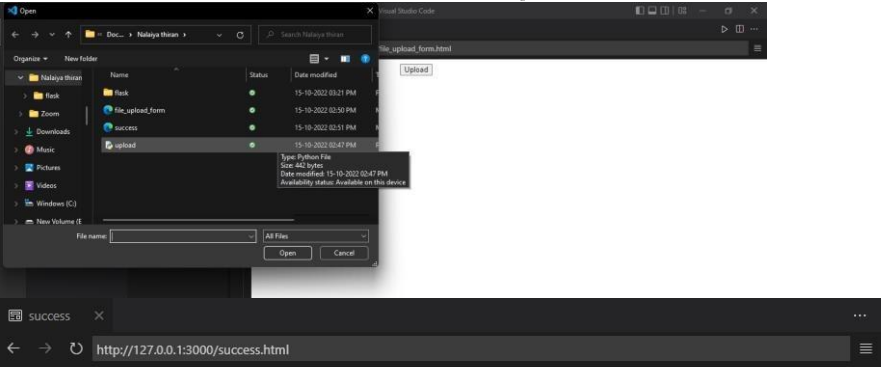 Open
Visual Studio Code
Doc... › Nalaiya thiran ›
Search Nalaiya thiran
file_upload_form.html
Organize
New folder
Upload
Name
Status
Date modified
Nalaiya thiran
flask
Zoom
Downloads
Music
Pictures
Videos
Windows (C:)
New Volume (E
flask
15-10-2022 03:21 PM
file_upload_form
15-10-2022 02:50 PM
success
15-10-2022 02:51 PM
upload
15-10-2022 02:47 PM
Type: Python File
Size: 442 bytes
Date modified: 15-10-2022 02:47 PM
Availability status: Available on this device
File name:
All Files
Open
Cancel
success
http://127.0.0.1:3000/success.html